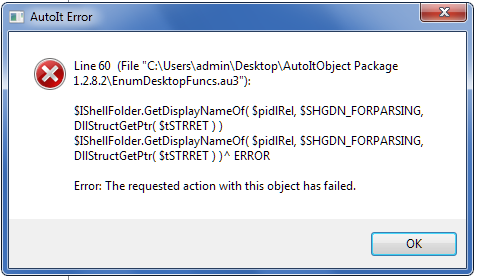 AutoIt Error
Line 60 (File "C:\Users\admin\Desktop\AutoItObject Package
1.2.8.2\EnumDesktopFuncs.au3"):
$IShellFolder.GetDisplayNameOf( $pidlRel, $SHGDN_FORPARSING,
DllStructGetPtr( $tSTRRET ) )
$IShellFolder.GetDisplayNameOf( $pidlRel, $SHGDN_FORPARSING,
DllStructGetPtr( $tSTRRET ) )^ ERROR
Error: The requested action with this object has failed.
OK